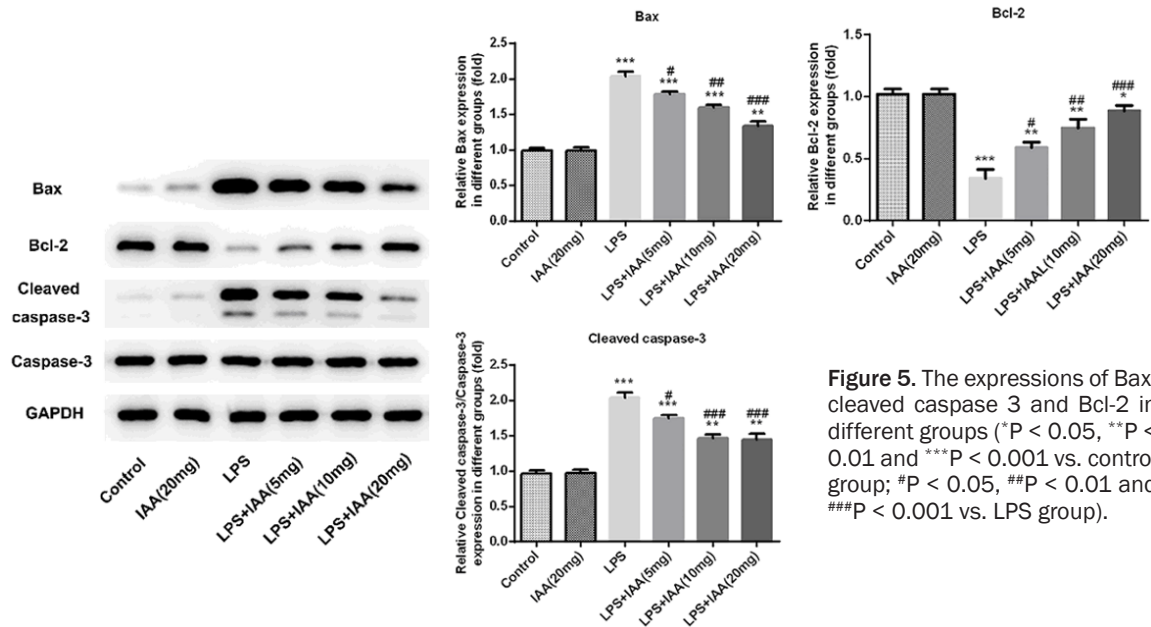 Bax
Bcl-2
Cleaved
caspase-3
Caspase-3
GAPDH
Control
IAA(20mg)
LPS
LPS+IAA(5mg)
LPS+IAA(10mg)
LPS+IAA(20mg)
Bax
Relative Bax expression
in different groups (fold)
2.5
2.0
1.5
1.0
0.5
0.0
***
#
***
##
***
###
**
Control
IAA(20mg)
LPS
LPS+IAA(5mg)
LPS+IAA(10mg)
LPS+IAA(20mg)
Bcl-2
Relative Bcl-2 expression
in different groups (fold)
1.5
1.0
0.5
0.0
***
#
**
##
**
###
*
Control
IAA(20mg)
LPS
LPS+IAA(5mg)
LPS+IAAL(10mg)
LPS+IAA(20mg)
Cleaved caspase-3
Relative Cleaved caspase-3/Caspase-3
expression in different groups (fold)
2.5
2.0
1.5
1.0
0.5
0.0
***
#
***
###
**
###
**
Control
IAA(20mg)
LPS
LPS+IAA(5mg)
LPS+IAA(10mg)
LPS+IAA(20mg)
Figure 5. The expressions of Bax,
cleaved caspase 3 and Bcl-2 in
different groups (*P < 0.05, **P <
0.01 and ***P < 0.001 vs. control
group; #P < 0.05, ##P < 0.01 and
###P < 0.001 vs. LPS group).